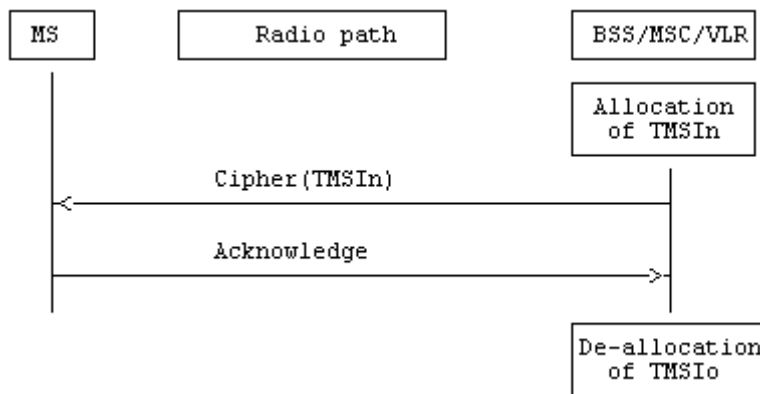 MS
Radio path
BSS/MSC/VLR
Allocation
of TMSIn
Cipher(TMSIn)
Acknowledge
De-allocation
of TMSIo